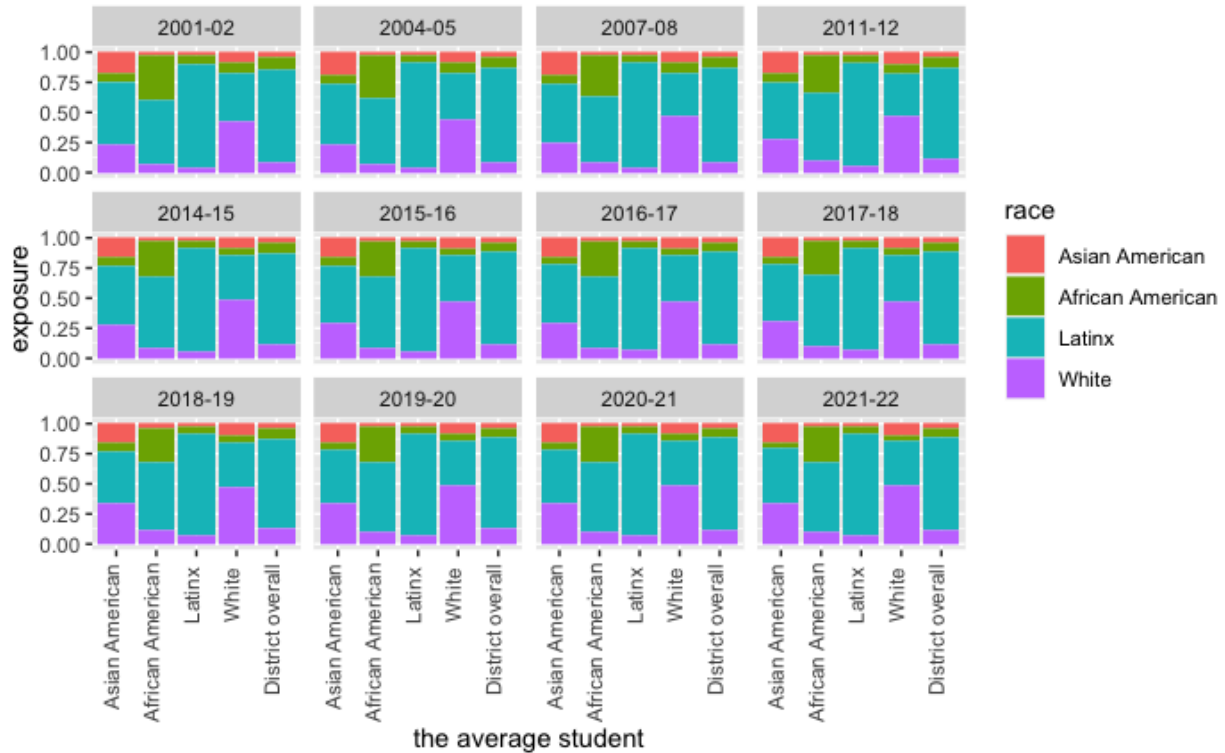 2001-02 2004-05 2007-08 2011-12
1.00
0.75
0.50
0.25
0.00
2014-15 2015-16 2016-17 2017-18
1.00
0.75
0.50
0.25
0.00
2018-19 2019-20 2020-21 2021-22
1.00
0.75
0.50
0.25
0.00
exposure
Asian American
African American
Latinx
White
District overall
Asian American
African American
Latinx
White
District overall
Asian American
African American
Latinx
White
District overall
Asian American
African American
Latinx
White
District overall
the average student
race
Asian American
African American
Latinx
White